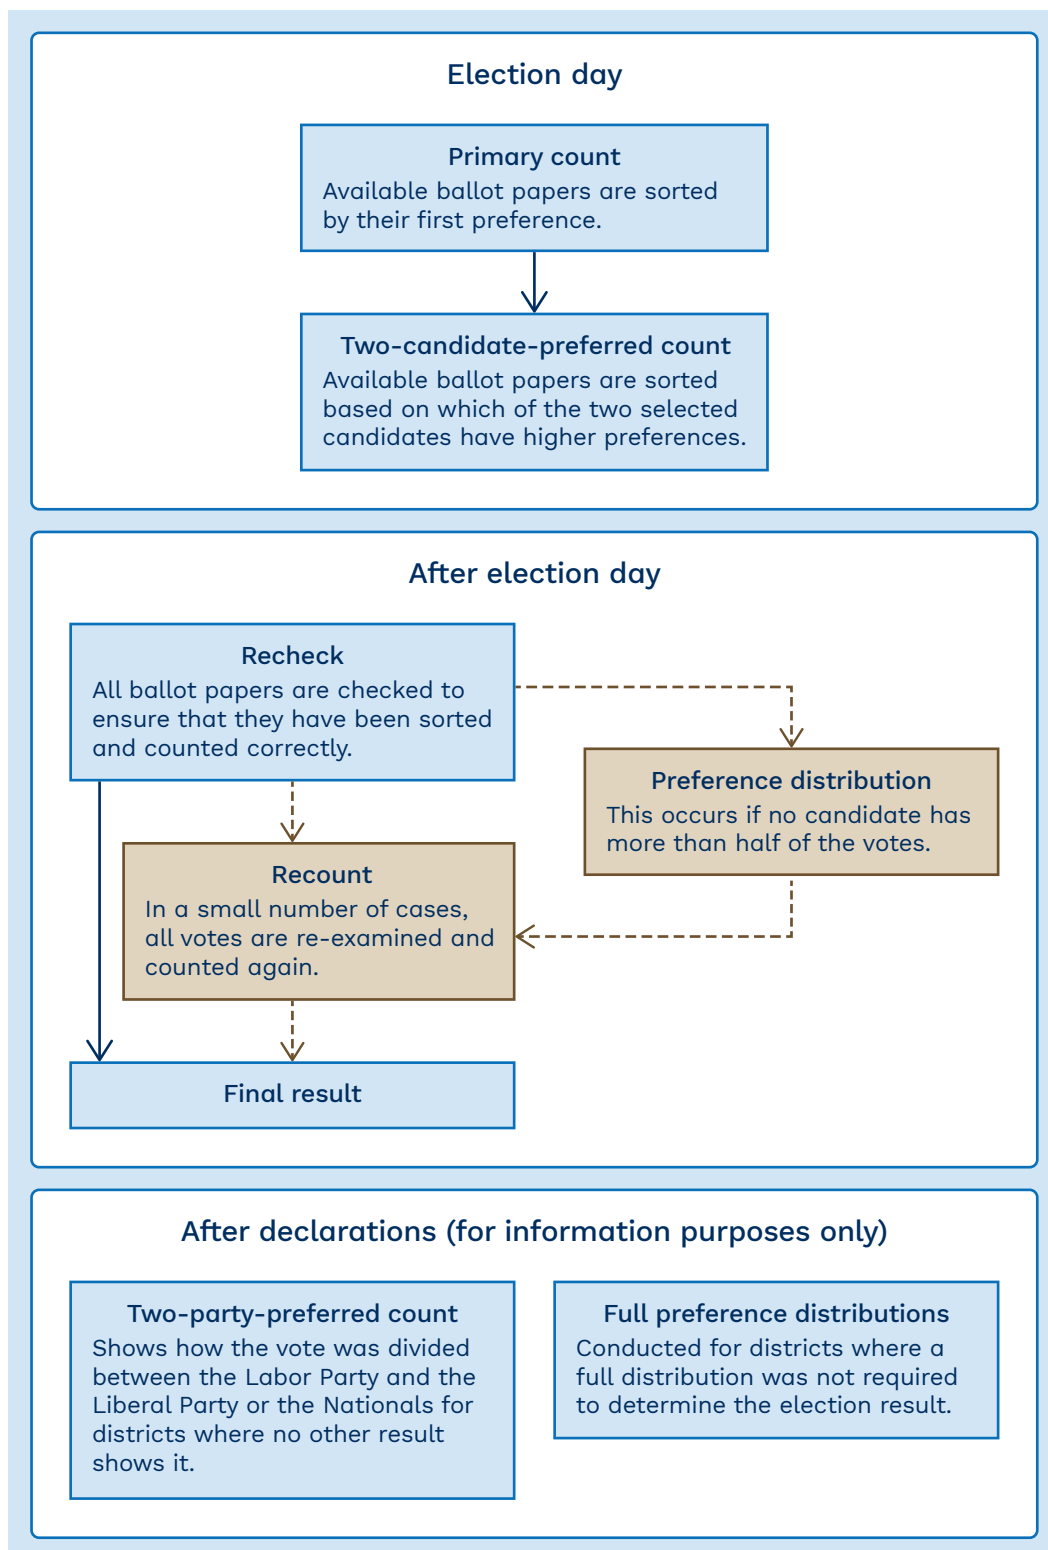 Election day
Primary count
Available ballot papers are sorted
by their first preference.
Two-candidate-preferred count
Available ballot papers are sorted
based on which of the two selected
candidates have higher preferences.
After election day
Recheck
All ballot papers are checked to
ensure that they have been sorted
and counted correctly.
Preference distribution
This occurs if no candidate has
more than half of the votes.
Recount
In a small number of cases,
all votes are re-examined and
counted again.
Final result
After declarations (for information purposes only)
Two-party-preferred count
Shows how the vote was divided
between the Labor Party and the
Liberal Party or the Nationals for
districts where no other result
shows it.
Full preference distributions
Conducted for districts where a
full distribution was not required
to determine the election result.